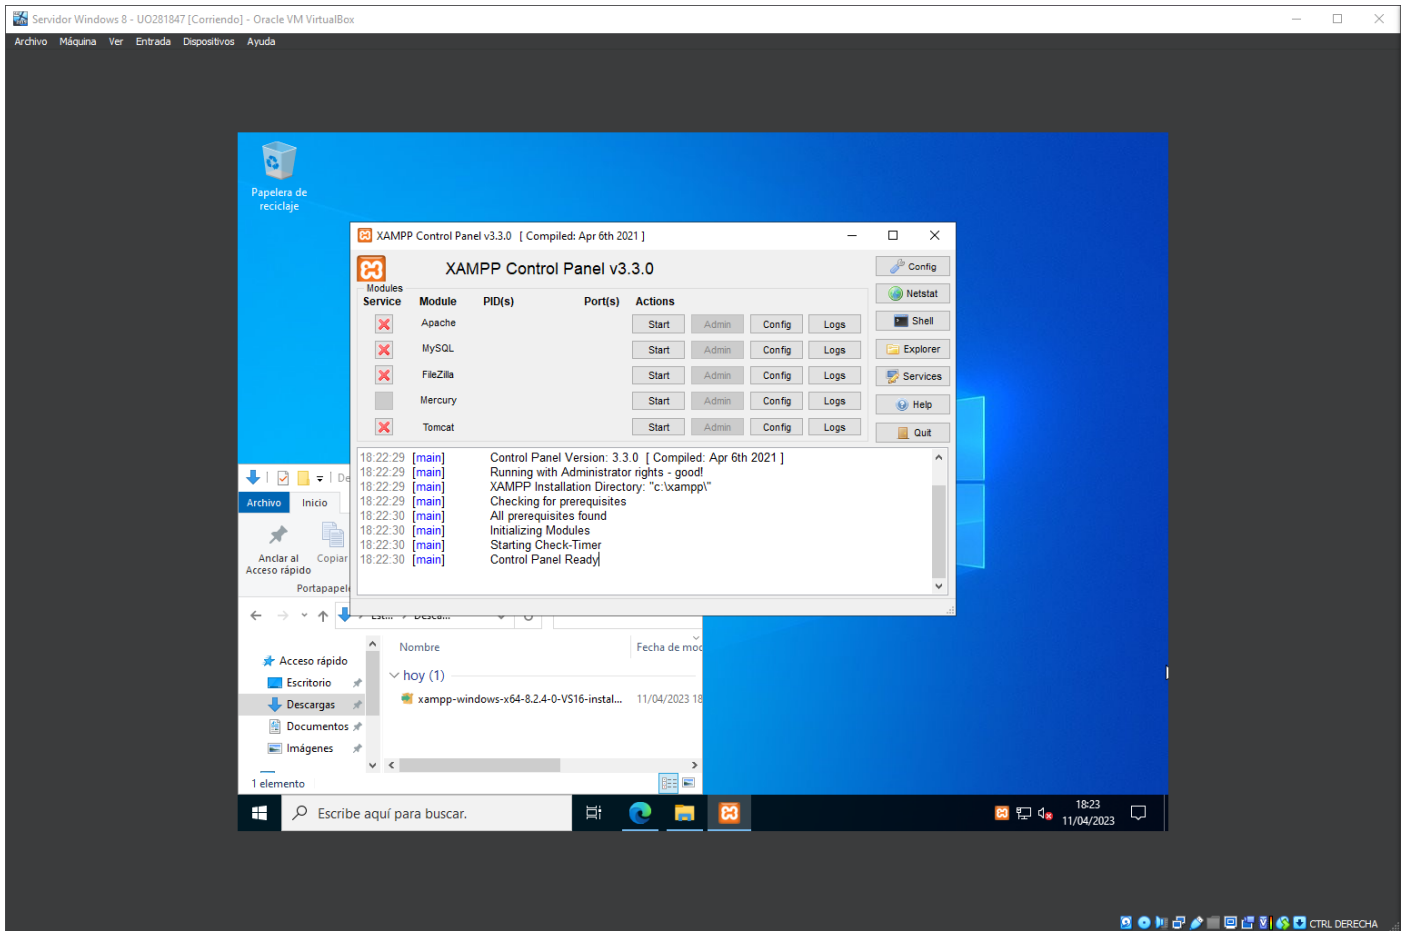 Servidor Windows 8 - UO281847 [Corriendo] - Oracle VM VirtualBox
Archivo Máquina Ver Entrada Dispositivos Ayuda
Papelera de
reciclaje
XAMPP Control Panel v3.3.0 [ Compiled: Apr 6th 2021 ]
XAMPP Control Panel v3.3.0
Config
Modules
Service Module PID(s) Port(s) Actions
Netstat
Apache Start Admin Config Logs
Shell
MySQL Start Admin Config Logs
Explorer
FileZilla Start Admin Config Logs
Services
Mercury Start Admin Config Logs
Help
Tomcat Start Admin Config Logs
Quit
18:22:29 [main] Control Panel Version: 3.3.0 [ Compiled: Apr 6th 2021 ]
18:22:29 [main] Running with Administrator rights - good!
18:22:29 [main] XAMPP Installation Directory: "c:\xampp\"
18:22:29 [main] Checking for prerequisites
18:22:30 [main] All prerequisites found
18:22:30 [main] Initializing Modules
18:22:30 [main] Starting Check-Timer
18:22:30 [main] Control Panel Ready
De
Archivo Inicio
Anclar al
Acceso rápido
Copiar
Portapapele
Nombre Fecha de mod
Acceso rápido
hoy (1)
Escritorio
xampp-windows-x64-8.2.4-0-VS16-instal... 11/04/2023 18
Descargas
Documentos
Imágenes
1 elemento
Escribe aquí para buscar.
18:23
11/04/2023
CTRL DERECHA